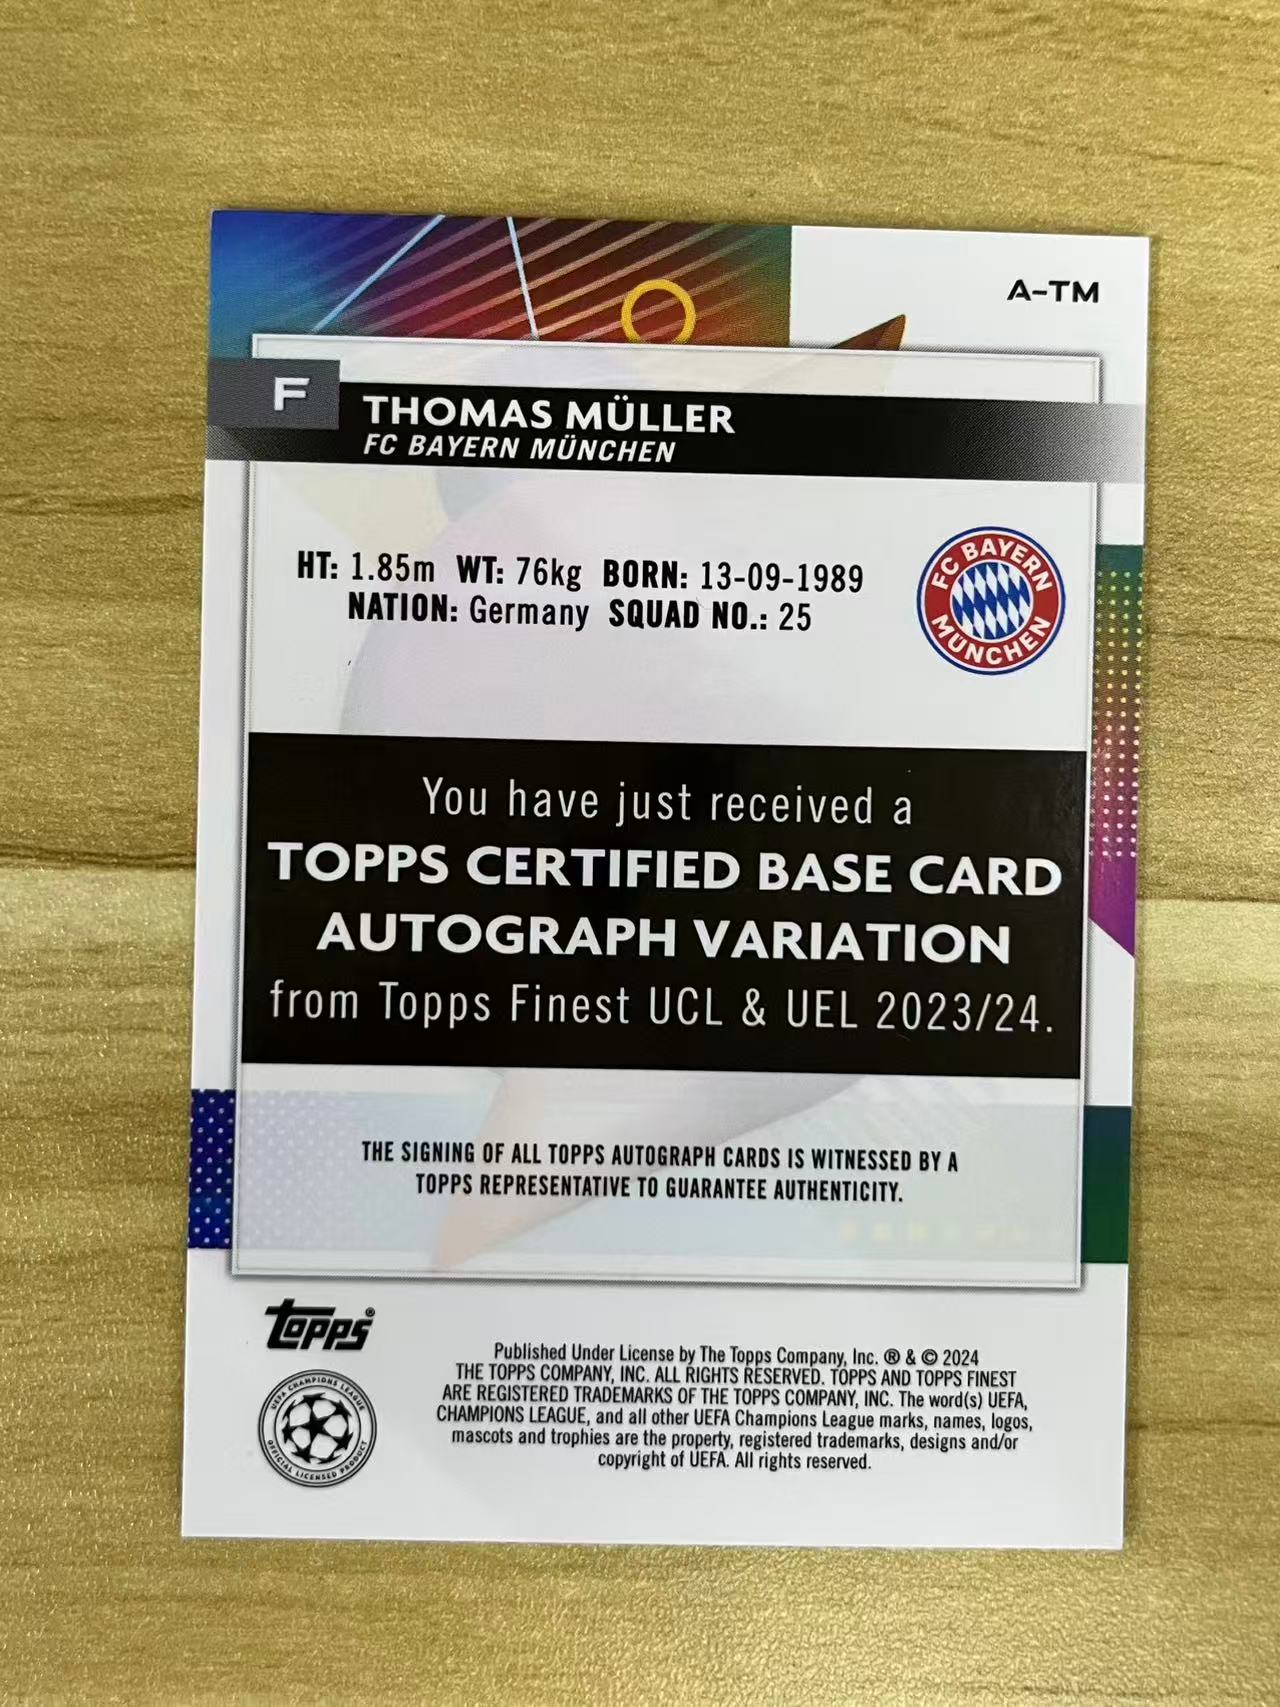 A-TM
F
THOMAS MÜLLER
FC BAYERN MÜNCHEN
HT: 1.85m WT: 76kg BORN: 13-09-1989
NATION: Germany SQUAD NO.: 25
FC BAYERN
MÜNCHEN
You have just received a
TOPPS CERTIFIED BASE CARD
AUTOGRAPH VARIATION
from Topps Finest UCL & UEL 2023/24.
THE SIGNING OF ALL TOPPS AUTOGRAPH CARDS IS WITNESSED BY A
TOPPS REPRESENTATIVE TO GUARANTEE AUTHENTICITY.
topps®
UEFA CHAMPIONS LEAGUE
OFFICIAL LICENSED PRODUCT
Published Under License by The Topps Company, Inc. ® & © 2024
THE TOPPS COMPANY, INC. ALL RIGHTS RESERVED. TOPPS AND TOPPS FINEST
ARE REGISTERED TRADEMARKS OF THE TOPPS COMPANY, INC. The word(s) UEFA,
CHAMPIONS LEAGUE, and all other UEFA Champions League marks, names, logos,
mascots and trophies are the property, registered trademarks, designs and/or
copyright of UEFA. All rights reserved.